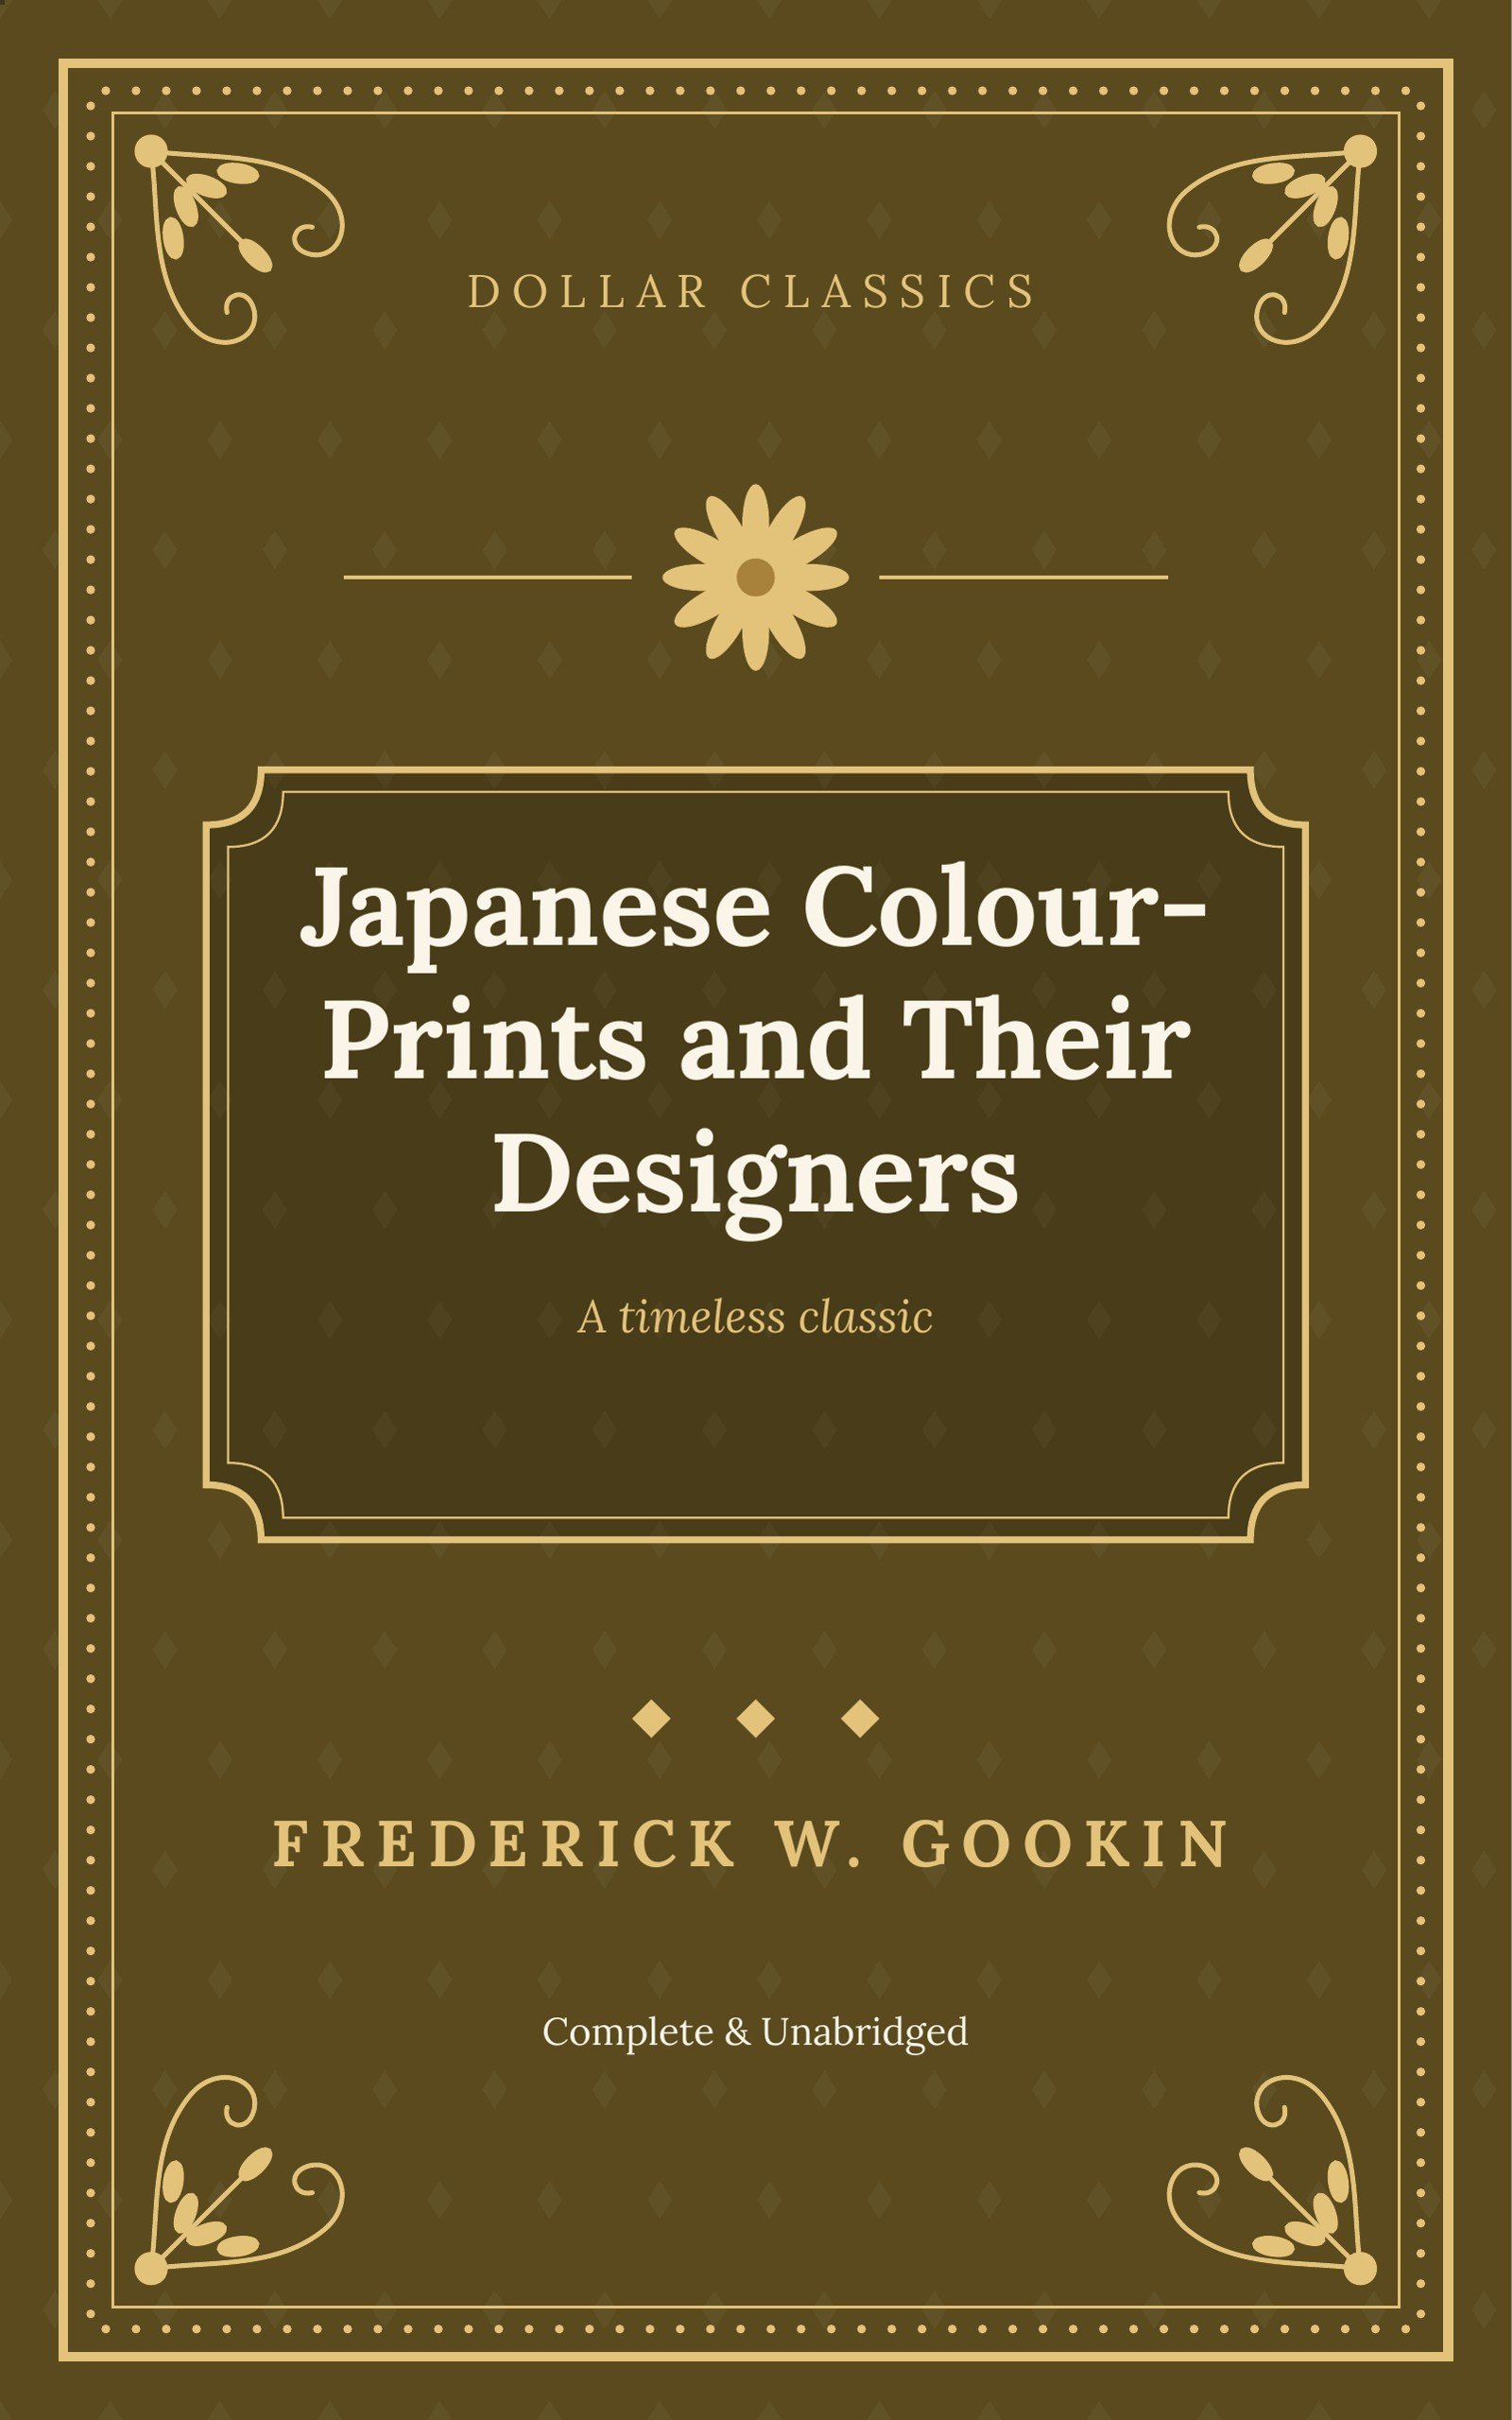 DOLLAR CLASSICS
Japanese Colour-
Prints and Their
Designers
A timeless classic
FREDERICK W. GOOKIN
Complete & Unabridged